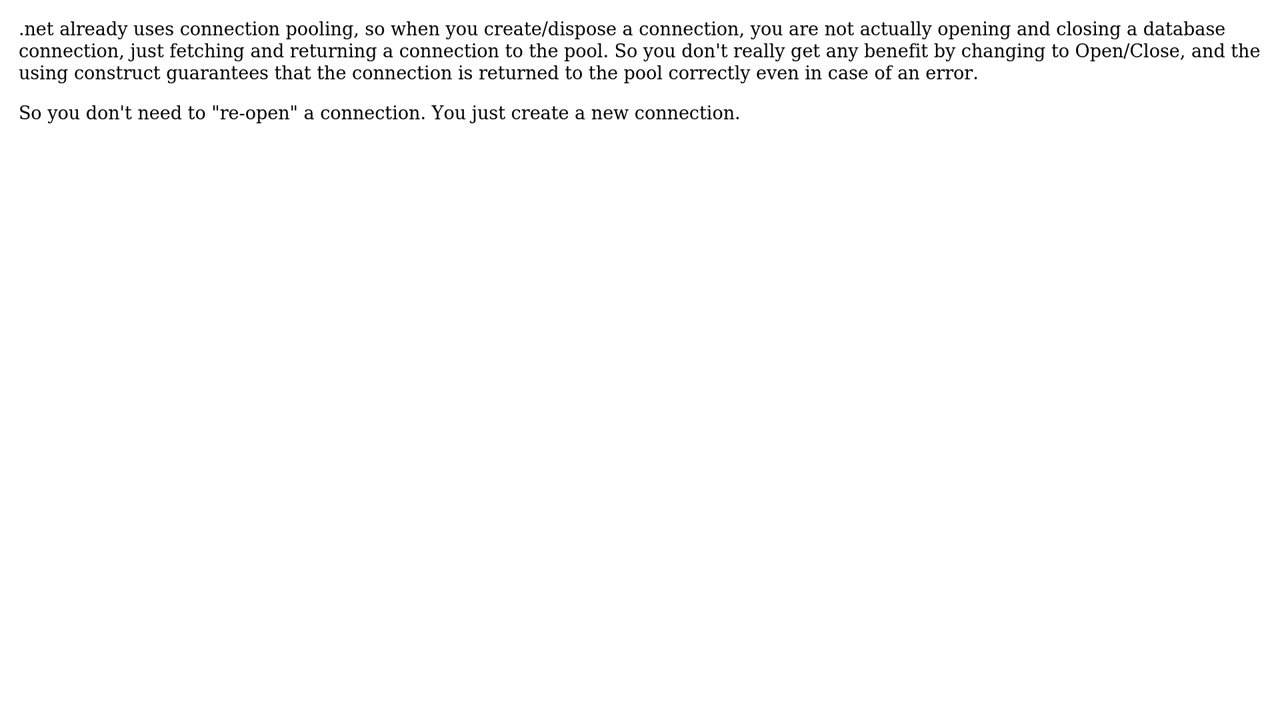 .net already uses connection pooling, so when you create/dispose a connection, you are not actually opening and closing a database
connection, just fetching and returning a connection to the pool. So you don't really get any benefit by changing to Open/Close, and the
using construct guarantees that the connection is returned to the pool correctly even in case of an error.
So you don't need to "re-open" a connection. You just create a new connection.